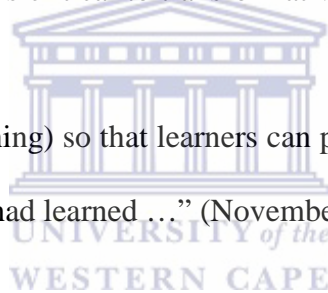 ning) so that learners can p
had learned …” (Novembe
UNIVERSITY of the
WESTERN CAPE